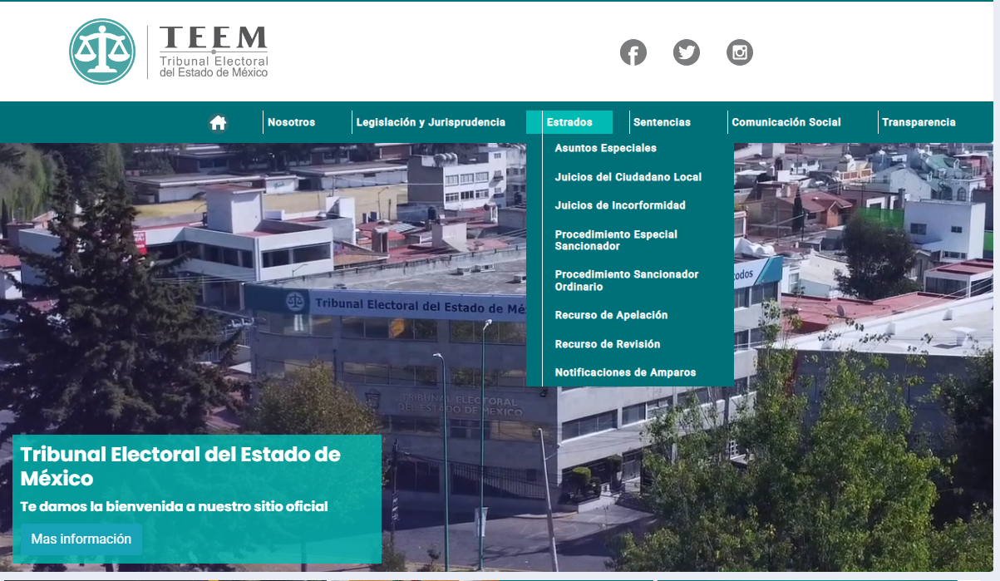 TEEM
Tribunal Electoral
del Estado de México
Nosotros
Legislación y Jurisprudencia
Estrados
Sentencias
Comunicación Social
Transparencia
Asuntos Especiales
Juicios del Ciudadano Local
Juicios de Incorformidad
Procedimiento Especial
Sancionador
Procedimiento Sancionador
Ordinario
Recurso de Apelación
Recurso de Revisión
Notificaciones de Amparos
Tribunal Electoral del Estado de Mé
odos
TRIBUNAL ELECTORAL
DEL ESTADO DE MEXICO
Tribunal Electoral del Estado de
México
Te damos la bienvenida a nuestro sitio oficial
Mas información